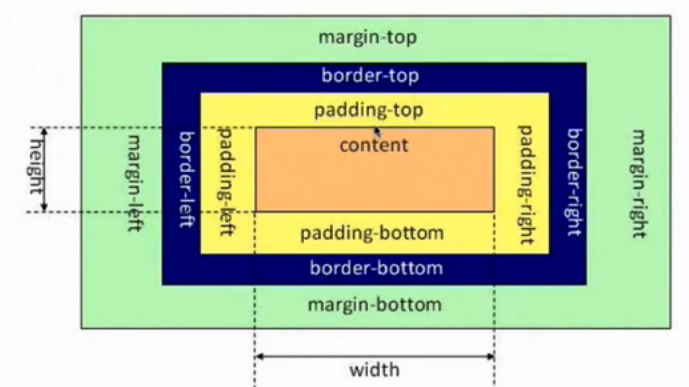 margin-top
border-top
padding-top
content
height
margin-left
border-left
padding-left
padding-right
border-right
margin-right
padding-bottom
border-bottom
margin-bottom
width